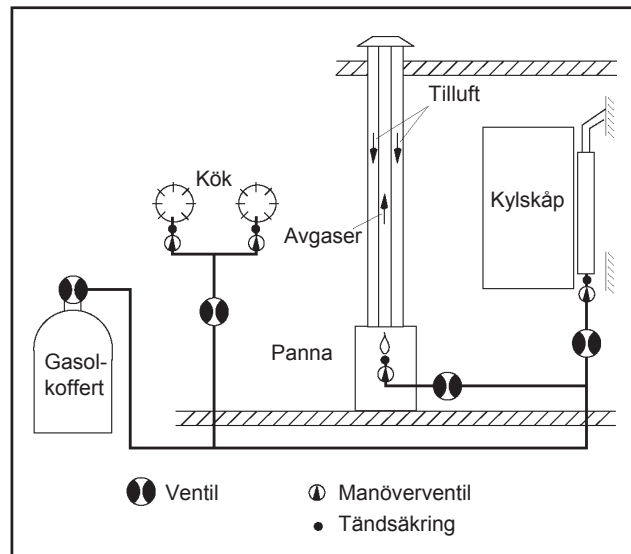 Tilluft
Kök
Kylskåp
Avgaser
Panna
Gasol-
koffert
Ventil
Manöverventil
Tändsäkring